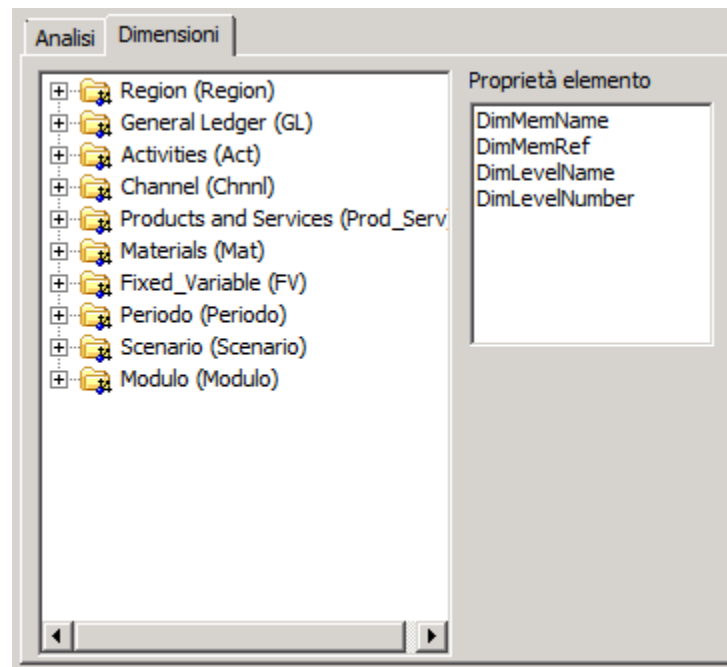 Analisi
Dimensioni
Region (Region)
General Ledger (GL)
Activities (Act)
Channel (Chnnl)
Products and Services (Prod_Serv)
Materials (Mat)
Fixed_Variable (FV)
Periodo (Periodo)
Scenario (Scenario)
Modulo (Modulo)
Proprietà elemento
DimMemName
DimMemRef
DimLevelName
DimLevelNumber